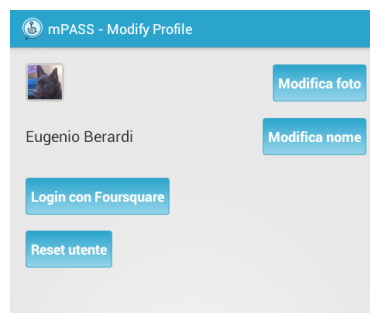 mPASS - Modify Profile
Modifica foto
Eugenio Berardi
Modifica nome
Login con Foursquare
Reset utente